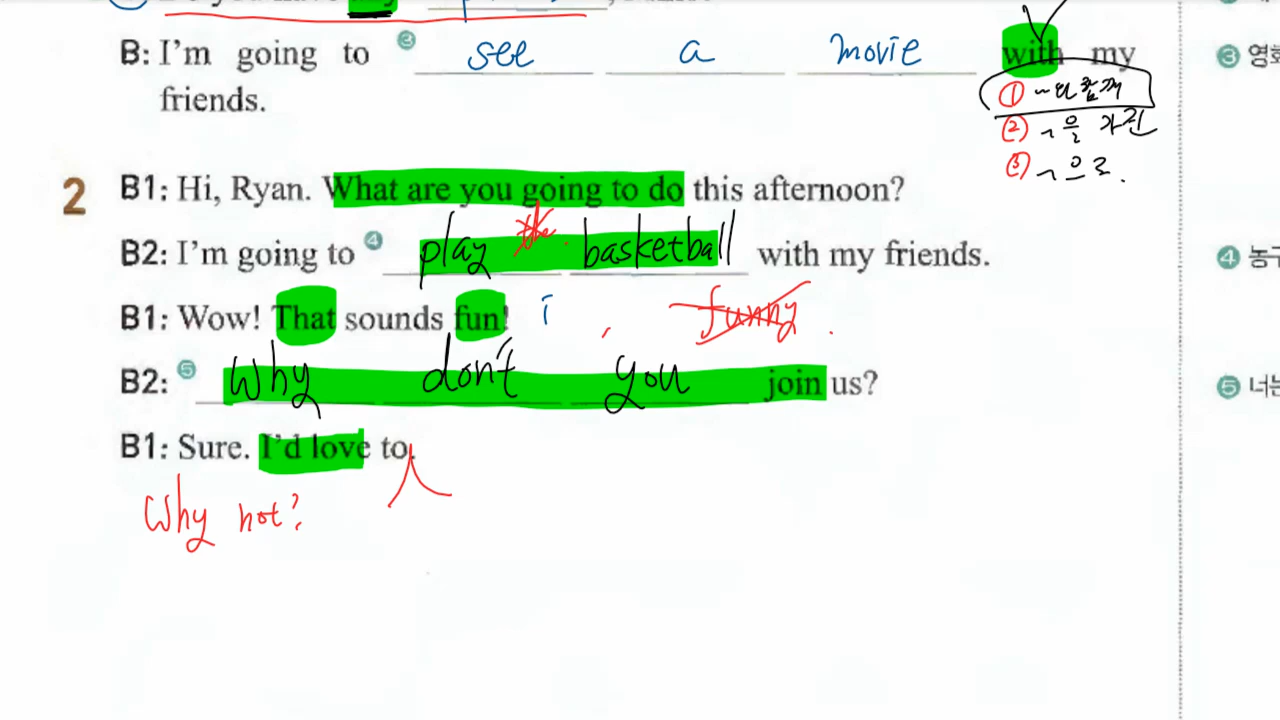 B: I'm going to ③ see a movie with my
friends.
① ~와 함께
② ~을 가진
③ ~으로.
③ 영화
2 B1: Hi, Ryan. What are you going to do this afternoon?
B2: I'm going to ④ play the basketball with my friends.
④ 농구
B1: Wow! That sounds fun! funny
B2: ⑤ Why don't you join us?
⑤ 너는
B1: Sure. I'd love to.
Why not?